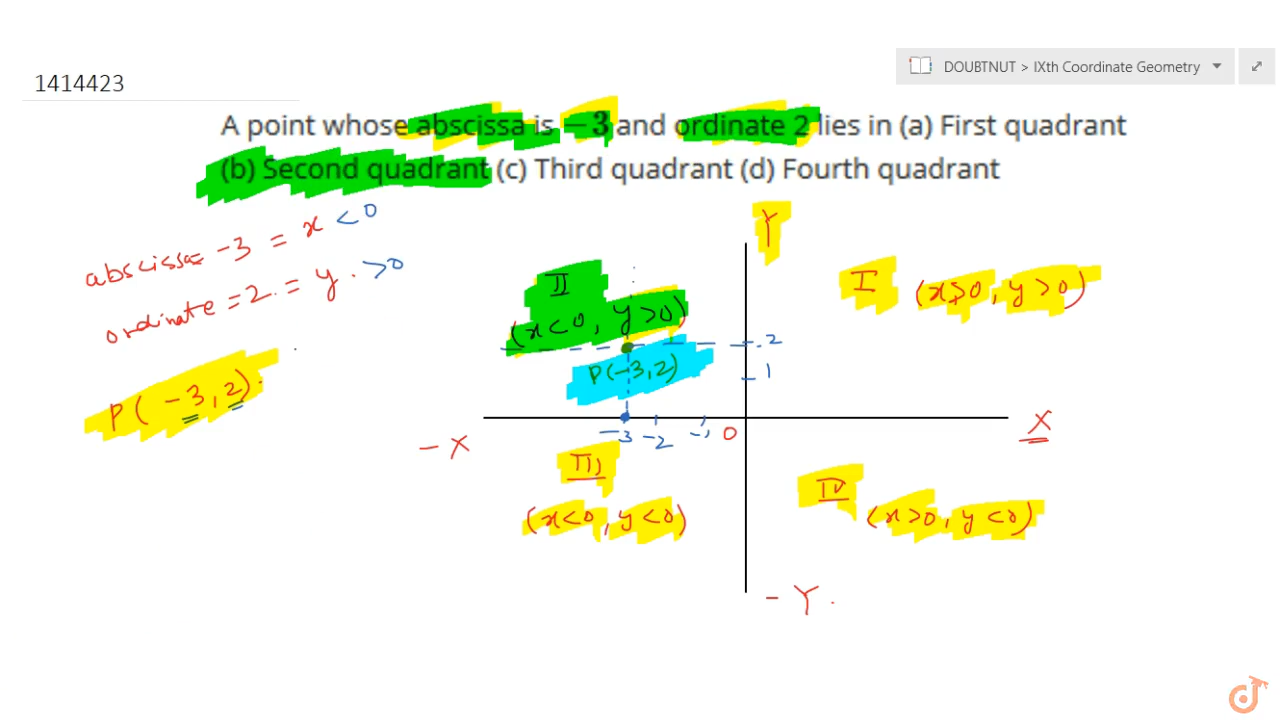 DOUBTNUT > IXth Coordinate Geometry
1414423
A point whose abscissa is −3 and ordinate 2 lies in (a) First quadrant
(b) Second quadrant (c) Third quadrant (d) Fourth quadrant
abscissa = -3 = x < 0
ordinate = 2 = y. > 0
P(-3, 2).
Y
II
(x<0, y>0)
I (x>0, y>0)
2
P(-3,2)
1
-3 -2 -1 0
X
- X
III
(x<0, y<0)
IV (x>0, y<0)
- Y.